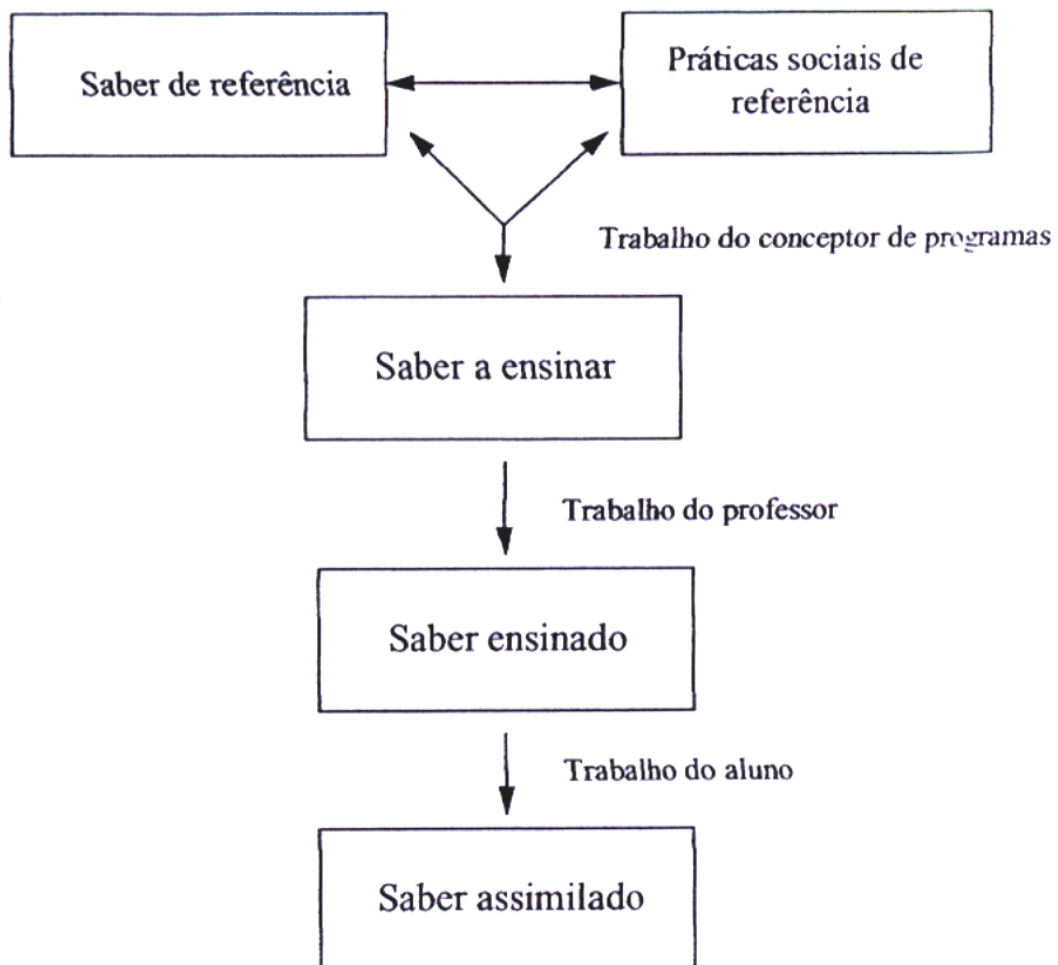 Saber de referência
Práticas sociais de
referência
Trabalho do conceptor de programas
Saber a ensinar
Trabalho do professor
Saber ensinado
Trabalho do aluno
Saber assimilado